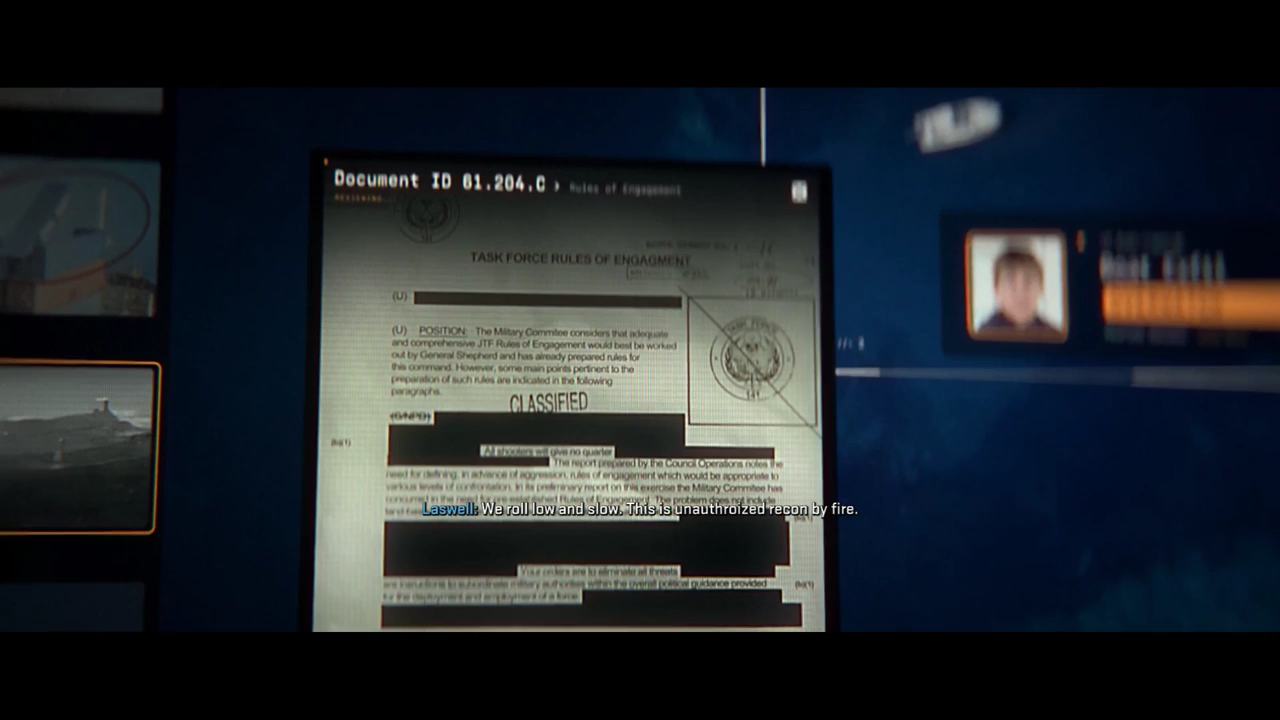 Document ID 61.204.C › Rules of Engagement
REVIEWING
TASK FORCE RULES OF ENGAGMENT
(U)
(U) POSITION: The Military Commitee considers that adequate
and comprehensive JTF Rules of Engagement would best be worked
out by General Shepherd and has already prepared rules for
this command. However, some main points pertinent to the
preparation of such rules are indicated in the following
paragraphs.
CLASSIFIED
TASK FORCE
141
(b)(1)
All shooters will give no quarter
The report prepared by the Council Operations notes the
need for defining, in advance of aggression, rules of engagement which would be appropriate to
various levels of confrontation. In its preliminary report on this exercise the Military Commitee has
concurred in the need for pre-established Rules of Engagement. The problem does not include
Laswell: We roll low and slow. This is unauthroized recon by fire.
(b)(1)
Your orders are to eliminate all threats
are insructions to subordinate military authorities within the overall political guidance provided
(b)(1)
for the deployment and employment of a force.